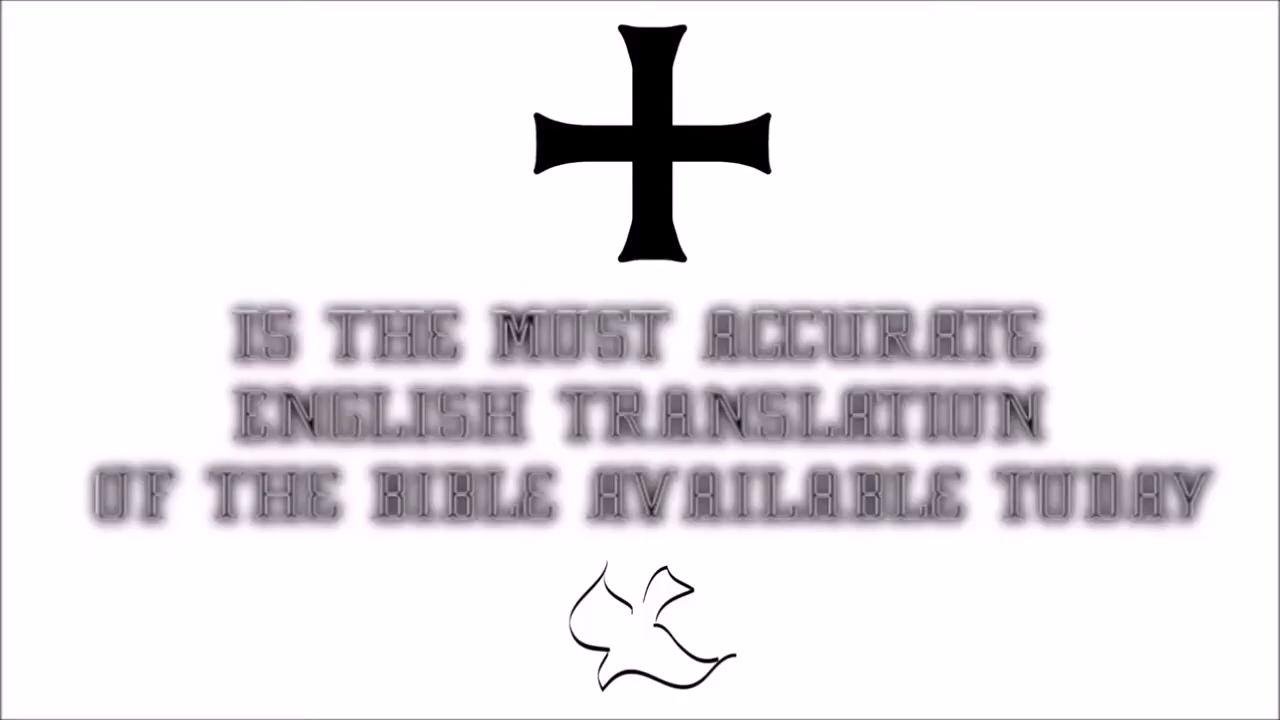 IS THE MOST ACCURATE
ENGLISH TRANSLATION
OF THE BIBLE AVAILABLE TODAY